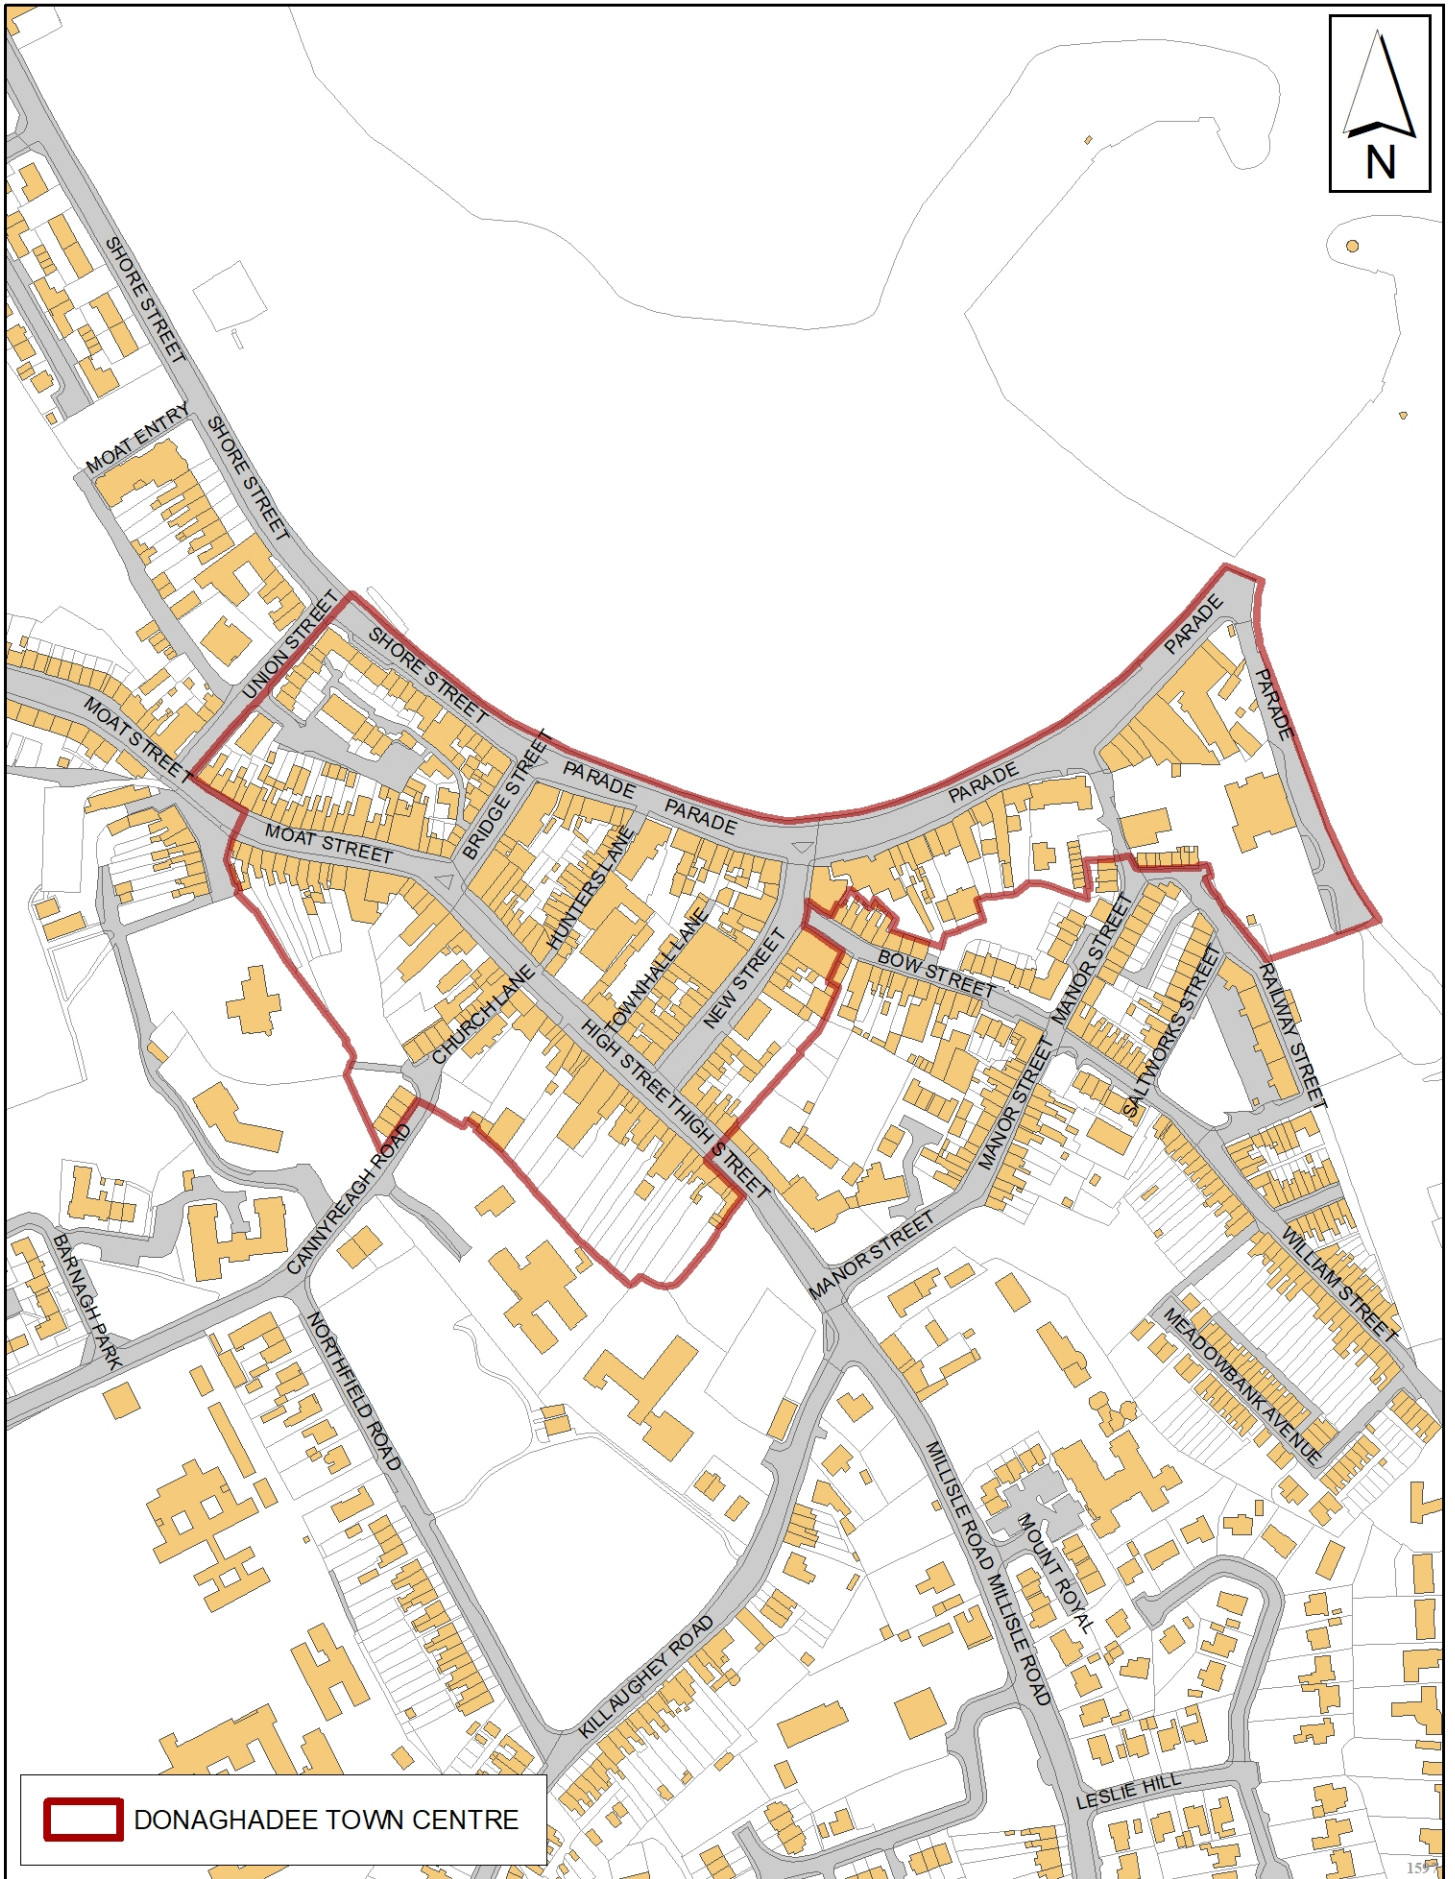 N
SHORE STREET
MOAT ENTRY
SHORE STREET
UNION STREET
SHORE STREET
MOAT STREET
BRIDGE STREET
PARADE
PARADE
PARADE
PARADE
PARADE
MOAT STREET
HUNTERS LANE
TOWNHALL LANE
NEW STREET
CHURCH LANE
HIGH STREET
HIGH STREET
BOW STREET
MANOR STREET
MANOR STREET
SALTWORKS STREET
RAILWAY STREET
MANOR STREET
CANNYREAGH ROAD
BARNAGH PARK
NORTHFIELD ROAD
WILLIAM STREET
MEADOWBANK AVENUE
MILLISLE ROAD
MILLISLE ROAD
MOUNT ROYAL
KILLAUGHEY ROAD
LESLIE HILL
DONAGHADEE TOWN CENTRE